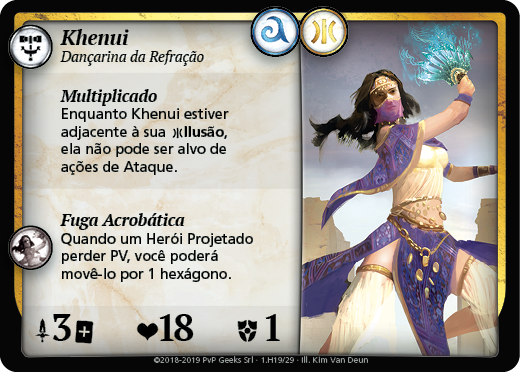 Khenui
Dançarina da Refração
Multiplicado
Enquanto Khenui estiver
adjacente à sua Ilusão,
ela não pode ser alvo de
ações de Ataque.
Fuga Acrobática
Quando um Herói Projetado
perder PV, você poderá
movê-lo por 1 hexágono.
3 18 1
©2018-2019 PvP Geeks Srl · 1.H19/29 · Ill. Kim Van Deun